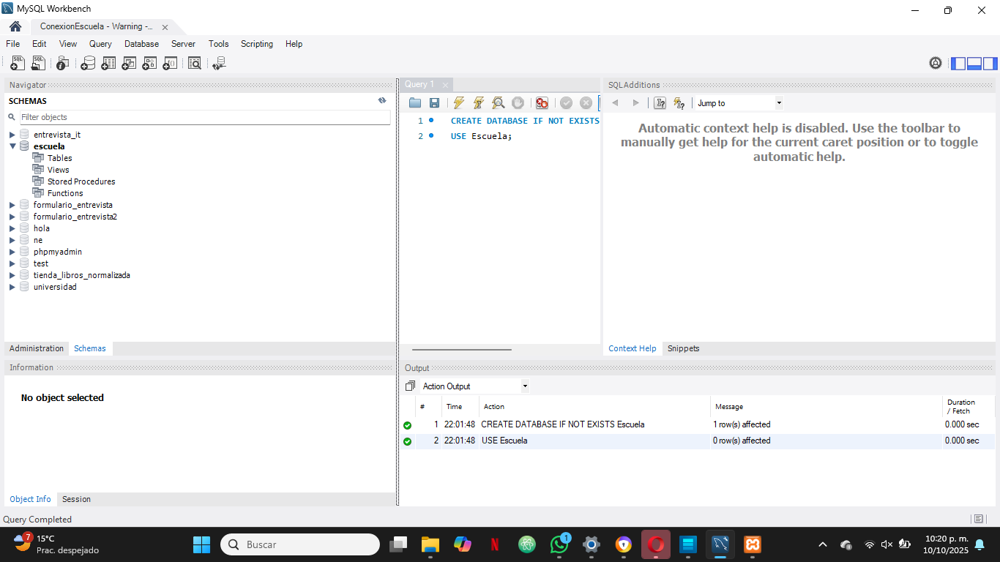 MySQL Workbench
ConexionEscuela - Warning -...
File Edit View Query Database Server Tools Scripting Help
Navigator
SCHEMAS
Filter objects
entrevista_it
escuela
Tables
Views
Stored Procedures
Functions
formulario_entrevista
formulario_entrevista2
hola
ne
phpmyadmin
test
tienda_libros_normalizada
universidad
Administration Schemas
Information
No object selected
Object Info Session
Query 1
1 CREATE DATABASE IF NOT EXISTS
2 USE Escuela;
SQLAdditions
Jump to
Automatic context help is disabled. Use the toolbar to
manually get help for the current caret position or to toggle
automatic help.
Context Help Snippets
Output
Action Output
# Time Action Message Duration / Fetch
1 22:01:48 CREATE DATABASE IF NOT EXISTS Escuela 1 row(s) affected 0.000 sec
2 22:01:48 USE Escuela 0 row(s) affected 0.000 sec
Query Completed
7
15°C
Prac. despejado
Buscar
1
10:20 p. m.
10/10/2025